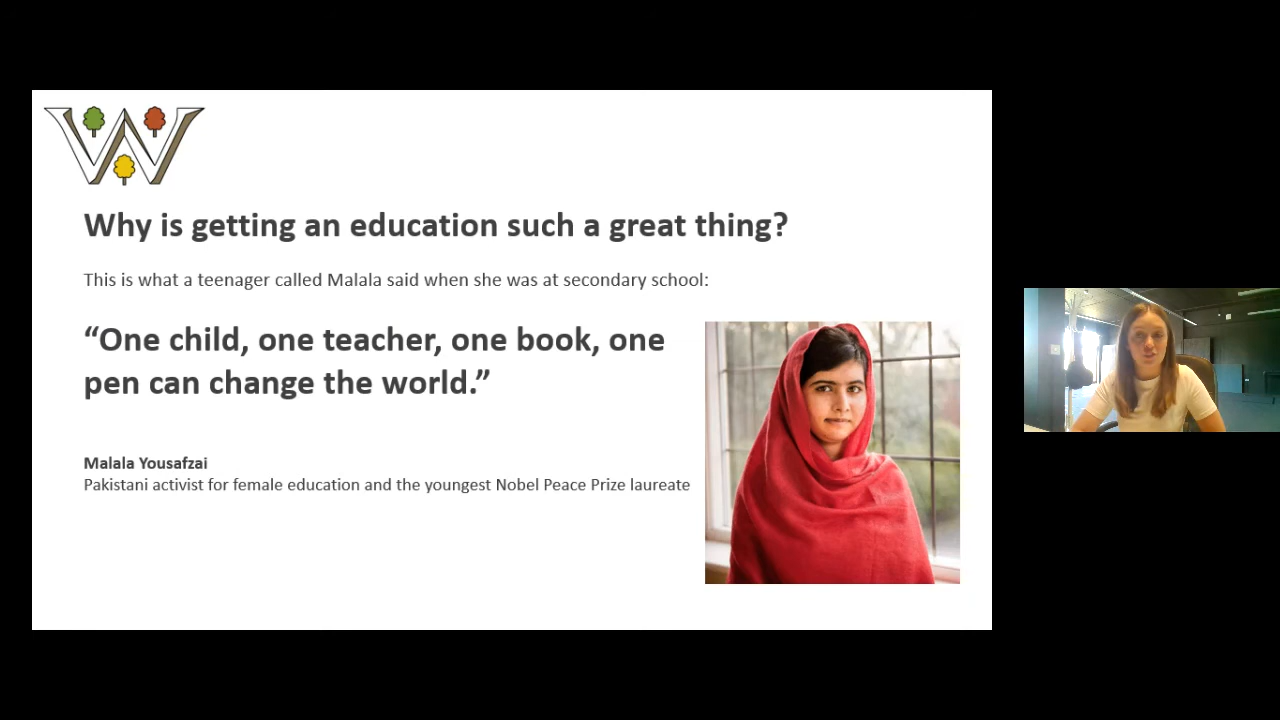 W
Why is getting an education such a great thing?
This is what a teenager called Malala said when she was at secondary school:
“One child, one teacher, one book, one
pen can change the world.”
Malala Yousafzai
Pakistani activist for female education and the youngest Nobel Peace Prize laureate